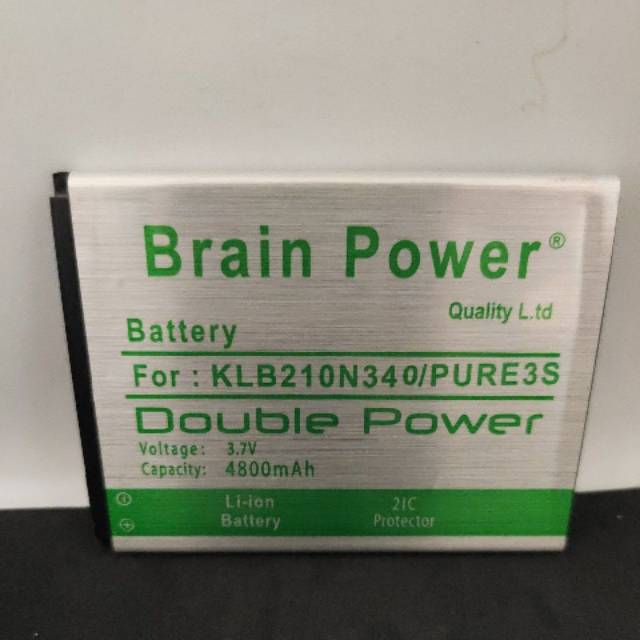 Brain Power®
Quality L.td
Battery
For : KLB210N340/PURE3S
Double Power
Voltage: 3.7V
Capacity: 4800mAh
Li-ion 2IC
Battery Protector